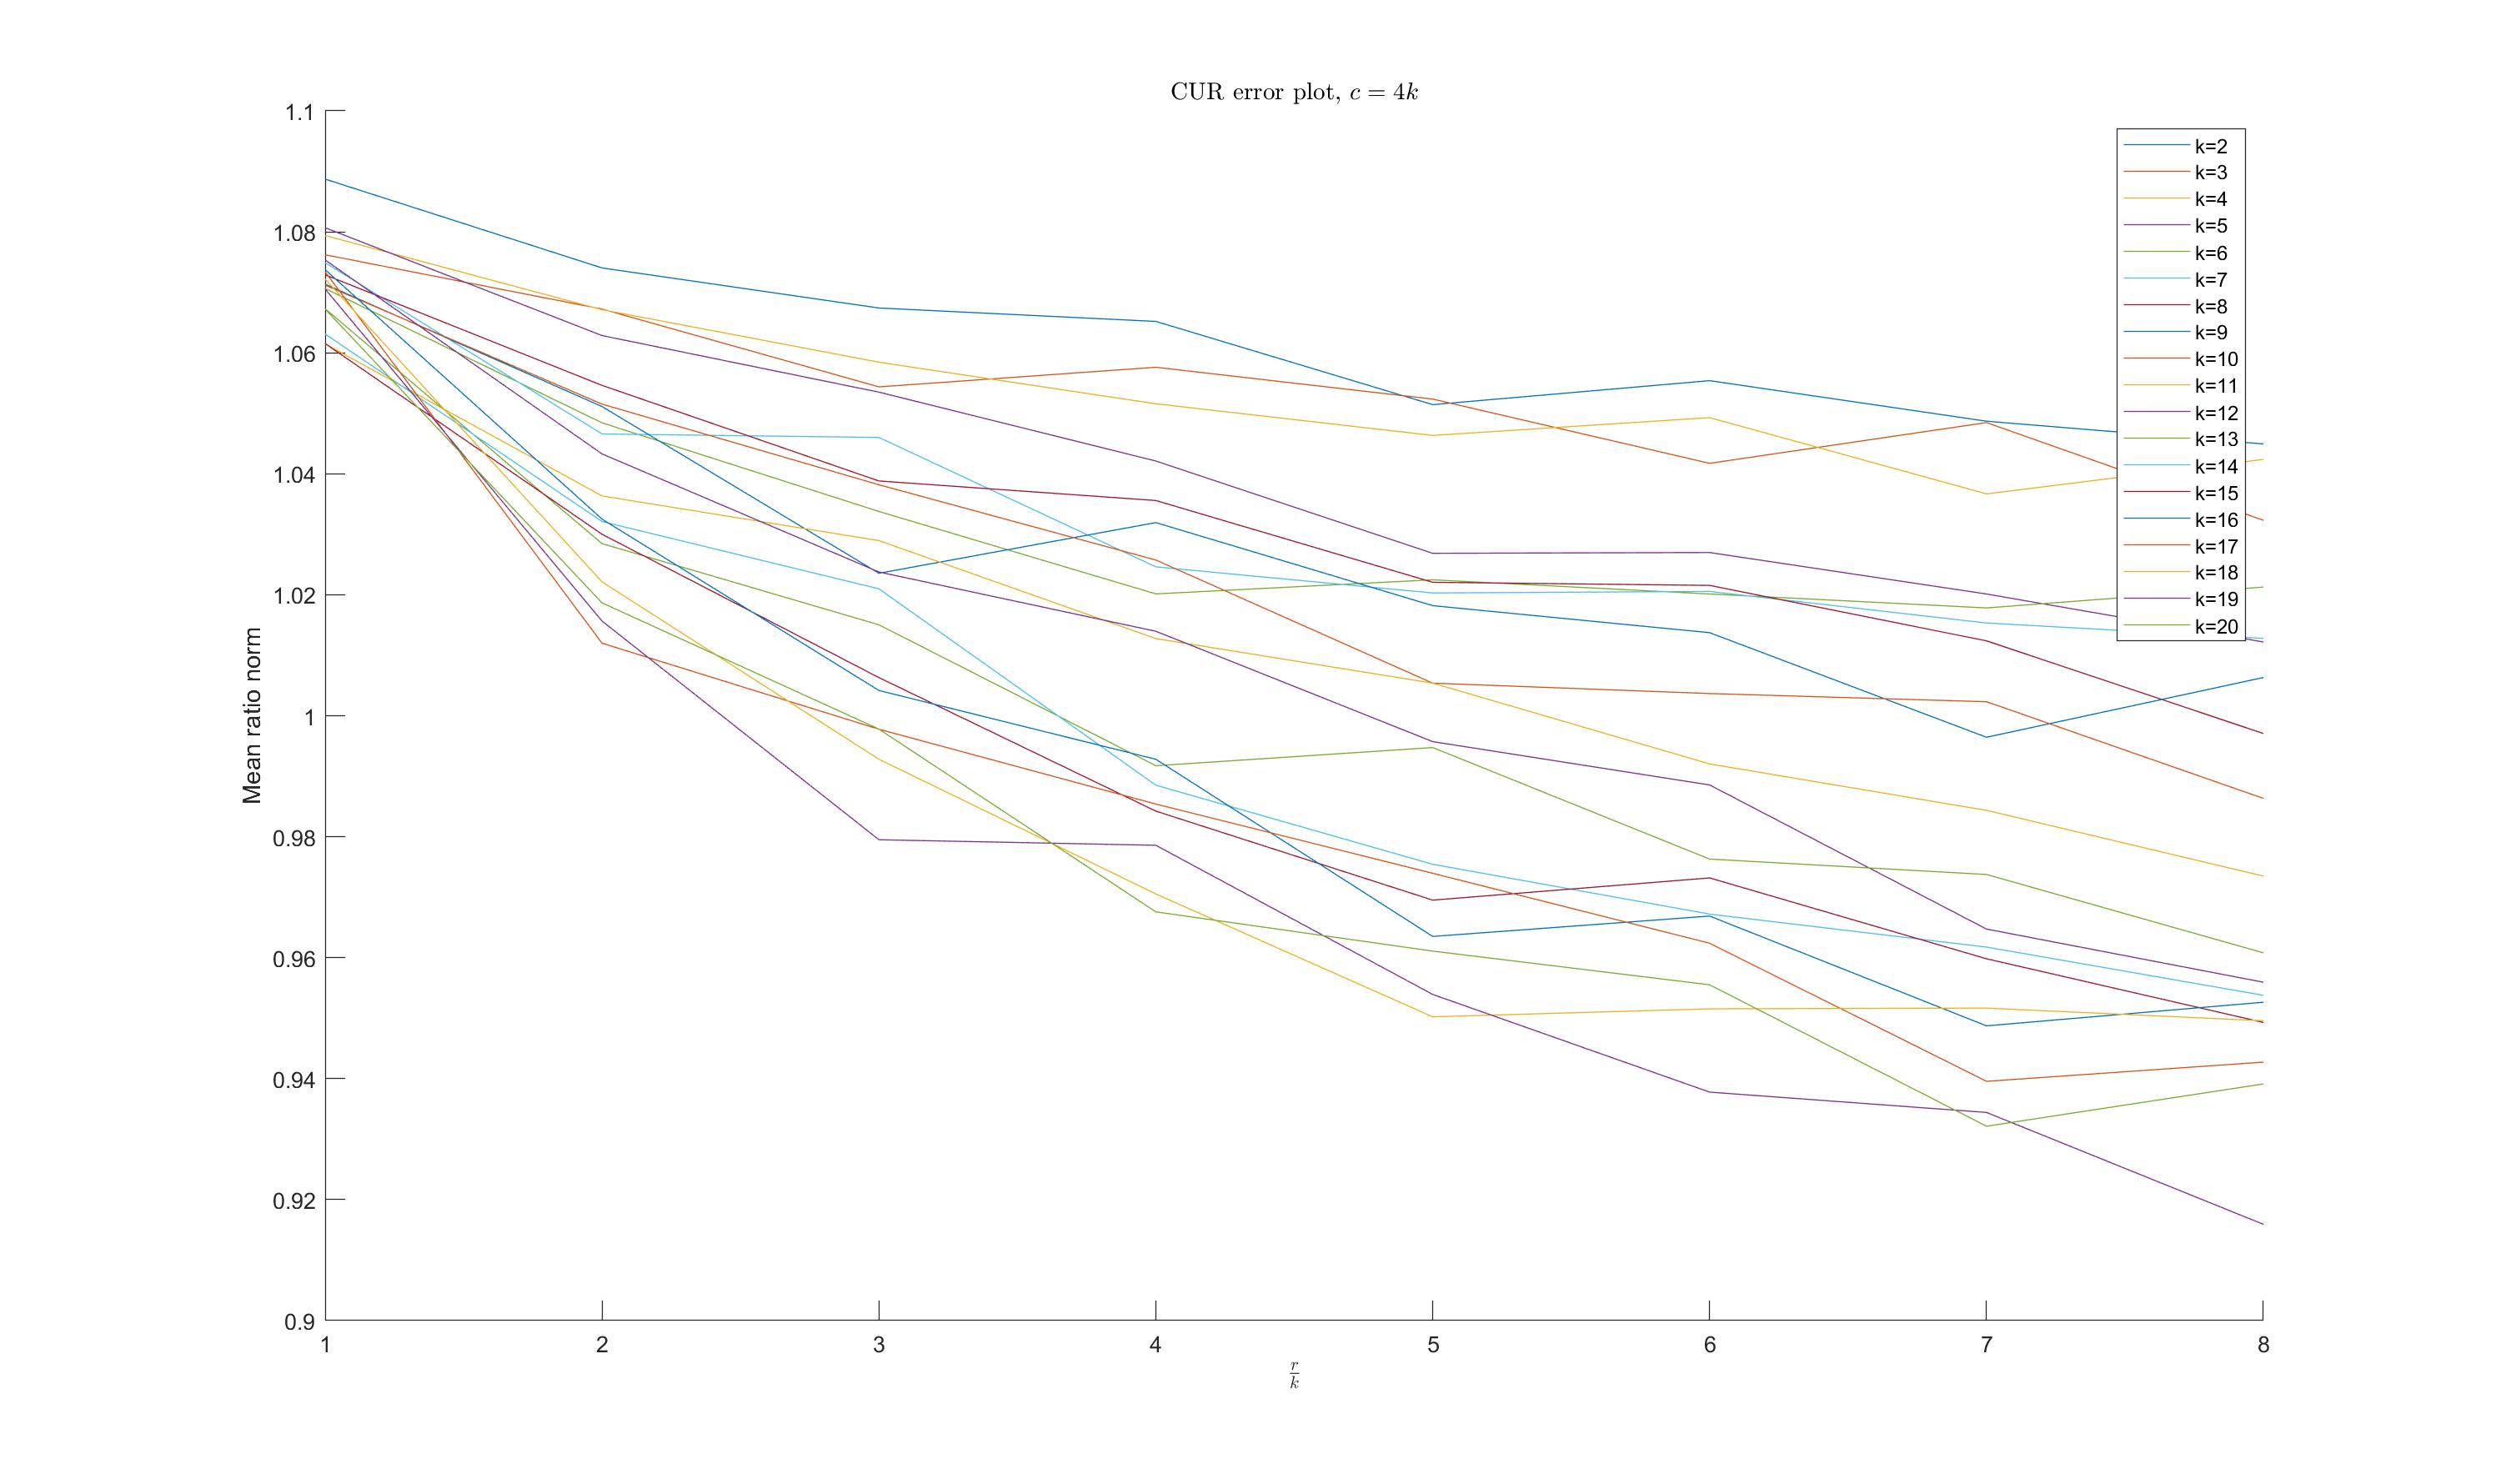 CUR error plot, c = 4k
1.1
1.08
1.06
1.04
1.02
1
0.98
0.96
0.94
0.92
0.9
Mean ratio norm
k=2
k=3
k=4
k=5
k=6
k=7
k=8
k=9
k=10
k=11
k=12
k=13
k=14
k=15
k=16
k=17
k=18
k=19
k=20
1 2 3 4 5 6 7 8
r
k